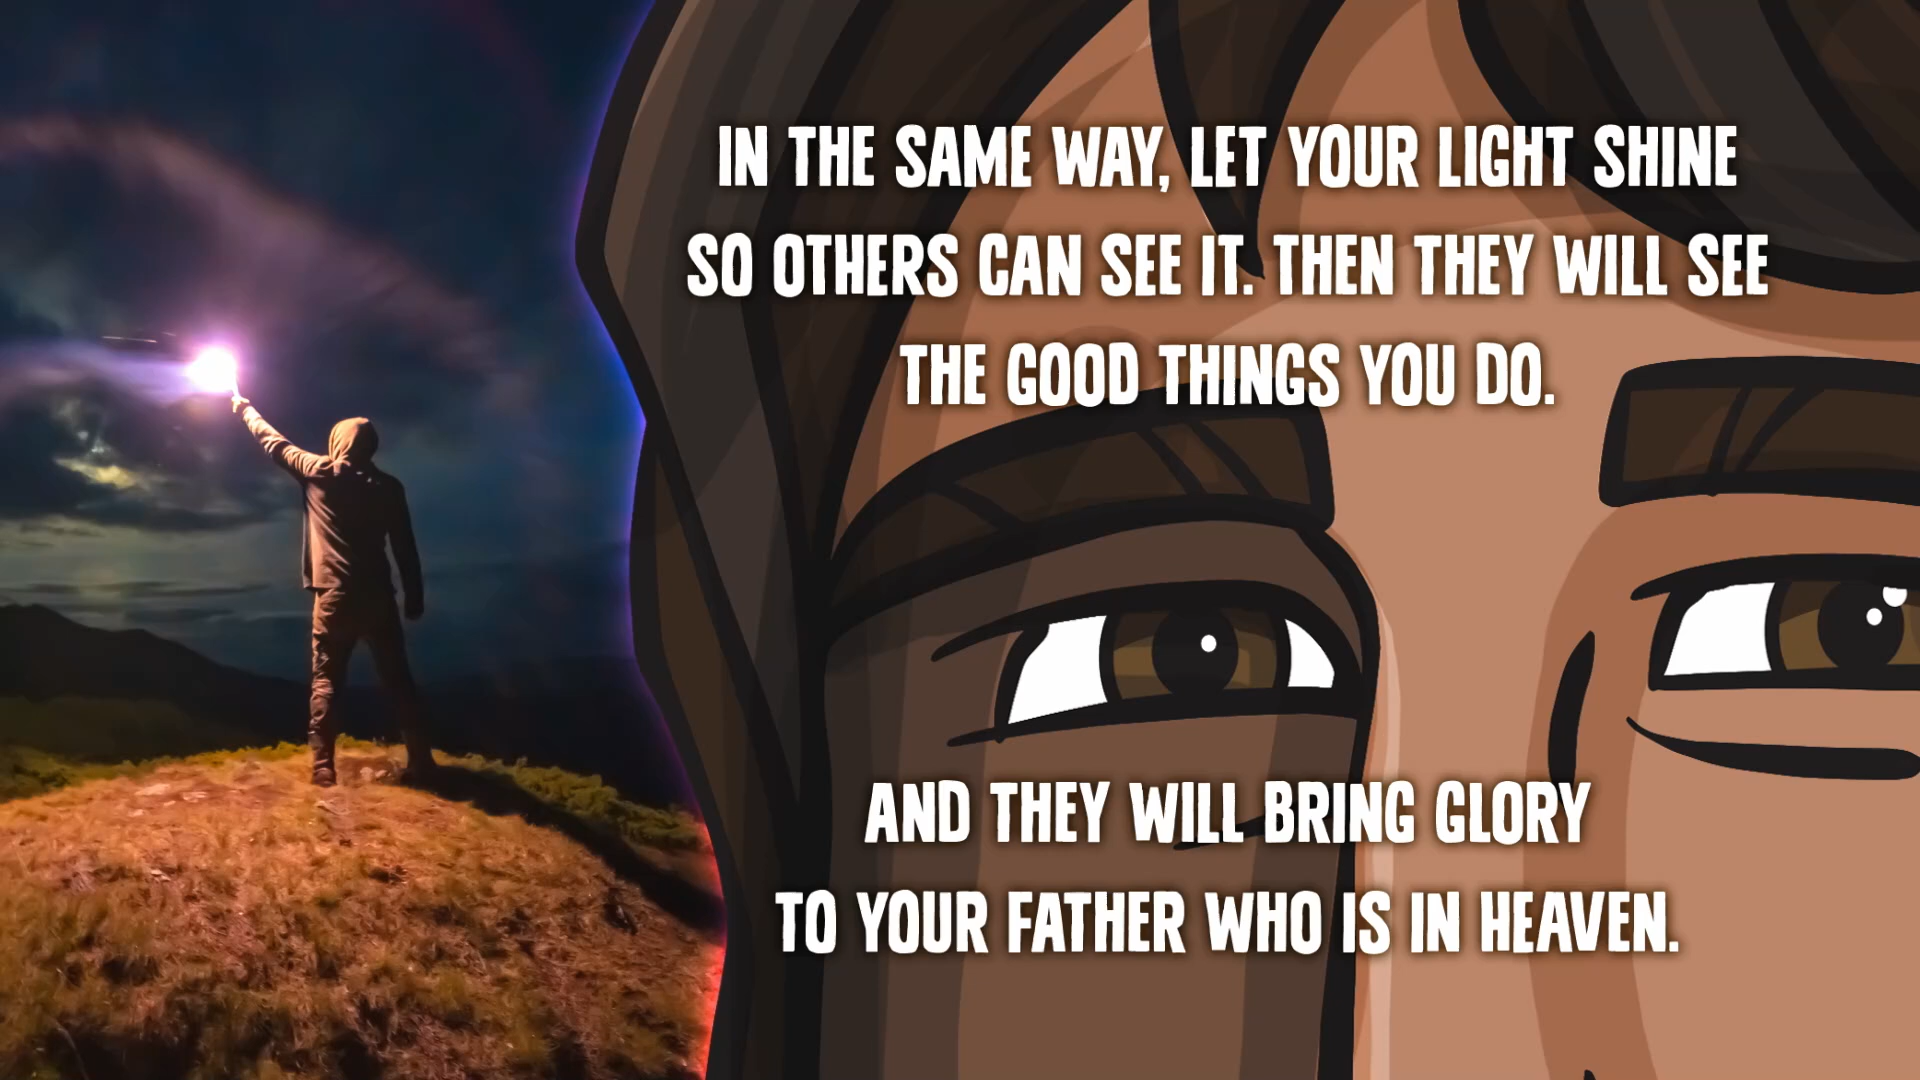 IN THE SAME WAY, LET YOUR LIGHT SHINE
SO OTHERS CAN SEE IT. THEN THEY WILL SEE
THE GOOD THINGS YOU DO.
AND THEY WILL BRING GLORY
TO YOUR FATHER WHO IS IN HEAVEN.